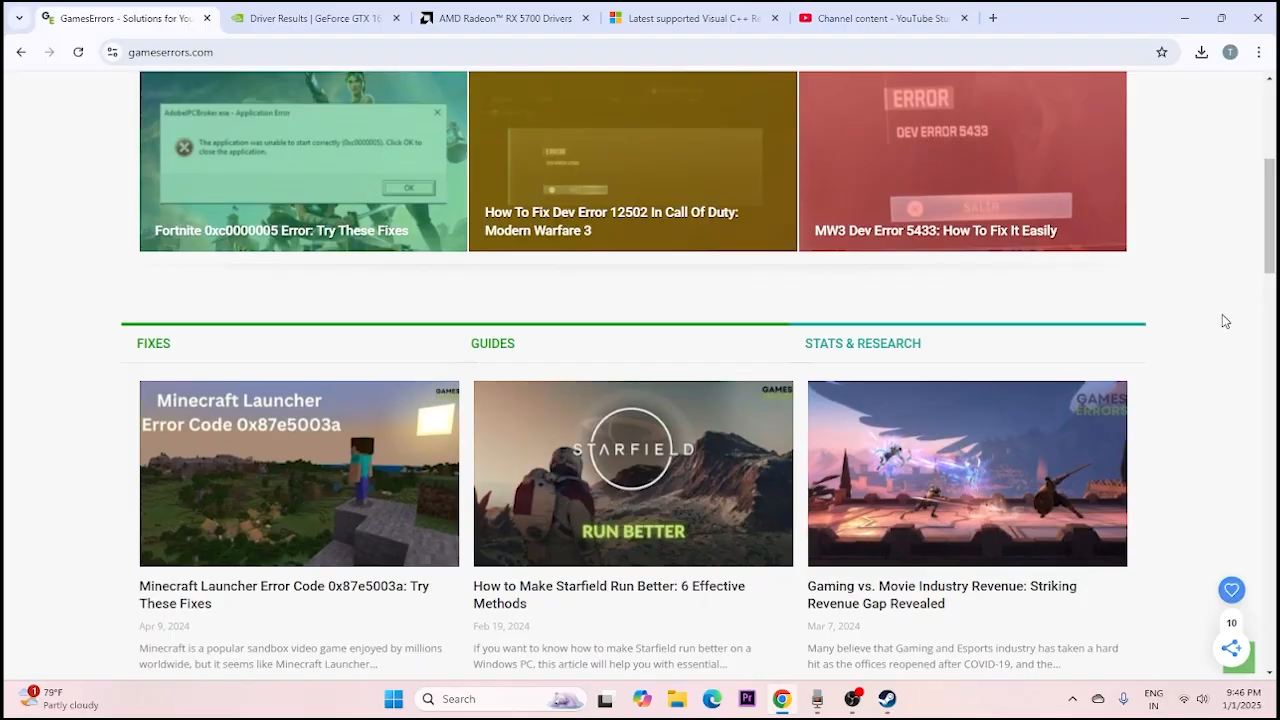 Games Errors - Solutions for You
Driver Results | GeForce GTX 16
AMD Radeon™ RX 5700 Drivers
Latest supported Visual C++ Re
Channel content - YouTube Stu
gameserrors.com
T
AdobeIPCBroker.exe - Application Error
The application was unable to start correctly (0xc0000005). Click OK to
close the application.
OK
Fortnite 0xc0000005 Error: Try These Fixes
ERROR
How To Fix Dev Error 12502 In Call Of Duty:
Modern Warfare 3
ERROR
DEV ERROR 5433
SALIR
MW3 Dev Error 5433: How To Fix It Easily
FIXES
GUIDES
STATS & RESEARCH
Minecraft Launcher
Error Code 0x87e5003a
GAMES
STARFIELD
RUN BETTER
GAMES
GAMES
ERRORS
Minecraft Launcher Error Code 0x87e5003a: Try
These Fixes
Apr 9, 2024
Minecraft is a popular sandbox video game enjoyed by millions
worldwide, but it seems like Minecraft Launcher...
How to Make Starfield Run Better: 6 Effective
Methods
Feb 19, 2024
If you want to know how to make Starfield run better on a
Windows PC, this article will help you with essential...
Gaming vs. Movie Industry Revenue: Striking
Revenue Gap Revealed
Mar 7, 2024
Many believe that Gaming and Esports industry has taken a hard
hit as the offices reopened after COVID-19, and the...
10
1
79°F
Partly cloudy
Search
Pr
ENG
IN
9:46 PM
1/1/2025